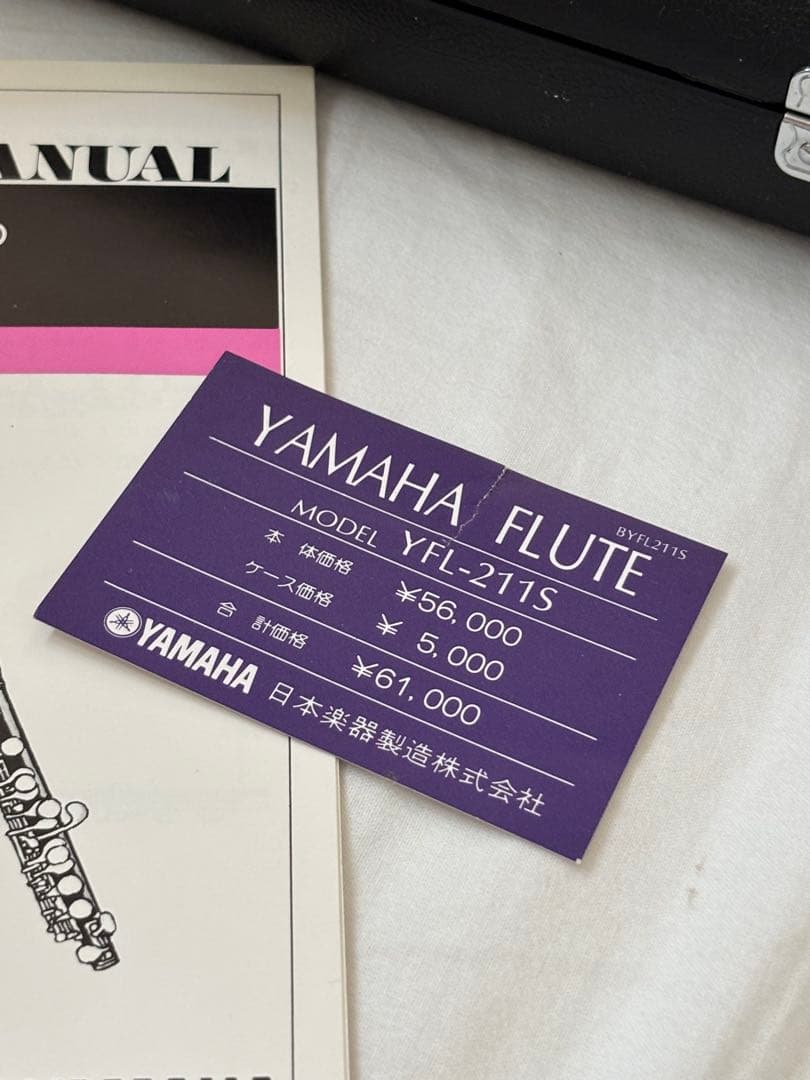 ANUAL
YAMAHA FLUTE
BYFL211S
MODEL YFL-211S
本体価格 ¥56,000
ケース価格 ¥ 5,000
合計価格 ¥61,000
YAMAHA 日本楽器製造株式会社